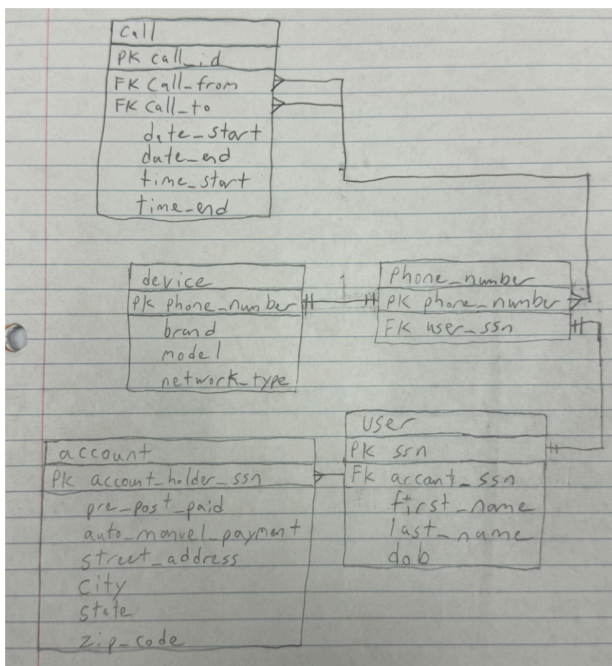 Call
PK call_id
FK Call_from
FK Call_to
date_start
date_end
time_start
time_end
device
PK phone_number
brand
model
network_type
1
phone_number
PK phone_number
FK user_ssn
user
PK ssn
FK accant_ssn
first_name
last_name
dob
account
PK account_holder_ssn
pre_post_paid
auto_manuel_payment
street_address
City
State
Zip_code